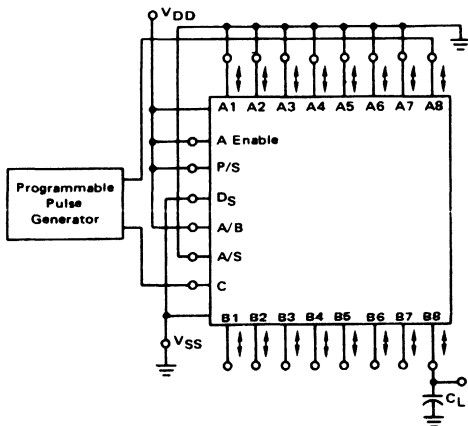 VDD
A1 A2 A3 A4 A5 A6 A7 A8
A Enable
P/S
DS
A/B
A/S
C
Programmable
Pulse
Generator
B1 B2 B3 B4 B5 B6 B7 B8
VSS
CL